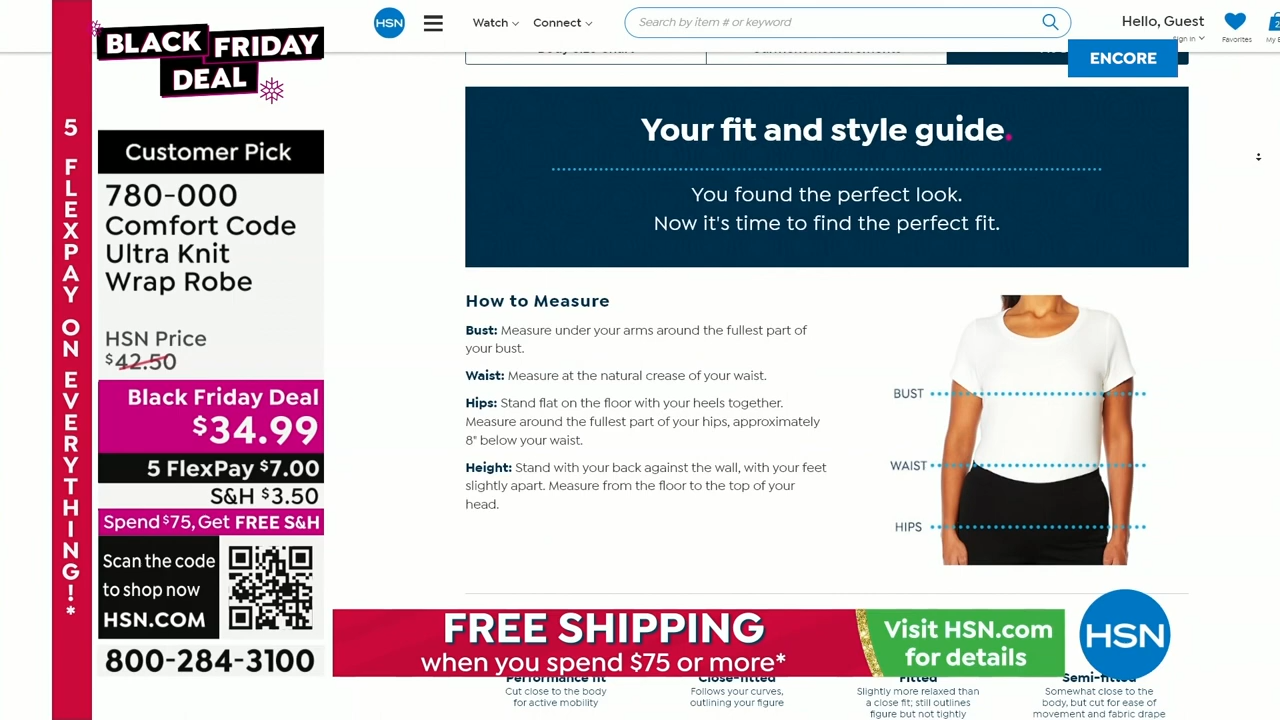 5 FLEXPAY ON EVERYTHING!*
BLACK FRIDAY
DEAL
Customer Pick
780-000
Comfort Code
Ultra Knit
Wrap Robe
HSN Price
$42.50
Black Friday Deal
$34.99
5 FlexPay $7.00
S&H $3.50
Spend $75, Get FREE S&H
Scan the code
to shop now
HSN.COM
800-284-3100
HSN
Watch
Connect
Search by item # or keyword
Hello, Guest
Sign In
Favorites
ENCORE
Your fit and style guide.
You found the perfect look.
Now it's time to find the perfect fit.
How to Measure
Bust: Measure under your arms around the fullest part of
your bust.
Waist: Measure at the natural crease of your waist.
Hips: Stand flat on the floor with your heels together.
Measure around the fullest part of your hips, approximately
8" below your waist.
Height: Stand with your back against the wall, with your feet
slightly apart. Measure from the floor to the top of your
head.
BUST
WAIST
HIPS
FREE SHIPPING
when you spend $75 or more*
Visit HSN.com
for details
HSN
Performance fit
Cut close to the body
for active mobility
Close-fitted
Follows your curves,
outlining your figure
Fitted
Slightly more relaxed than
a close fit; still outlines
figure but not tightly
Semi-fitted
Somewhat close to the
body, but cut for ease of
movement and fabric drape